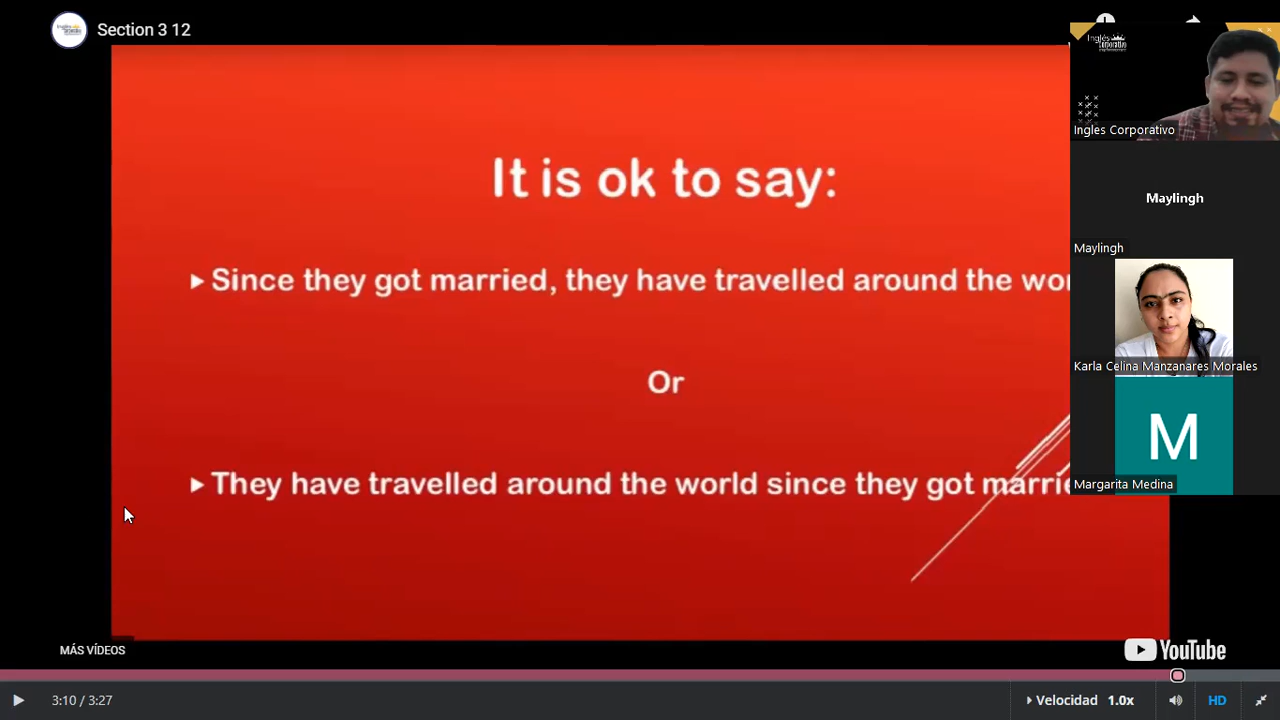 Section 3 12
It is ok to say:
Since they got married, they have travelled around the
Or
They have travelled around the world since they got
Inglés
Corporativo
Ingles Corporativo
Maylingh
Maylingh
Karla Celina Manzanares Morales
M
Margarita Medina
MÁS VÍDEOS
YouTube
3:10 / 3:27
Velocidad 1.0x
HD